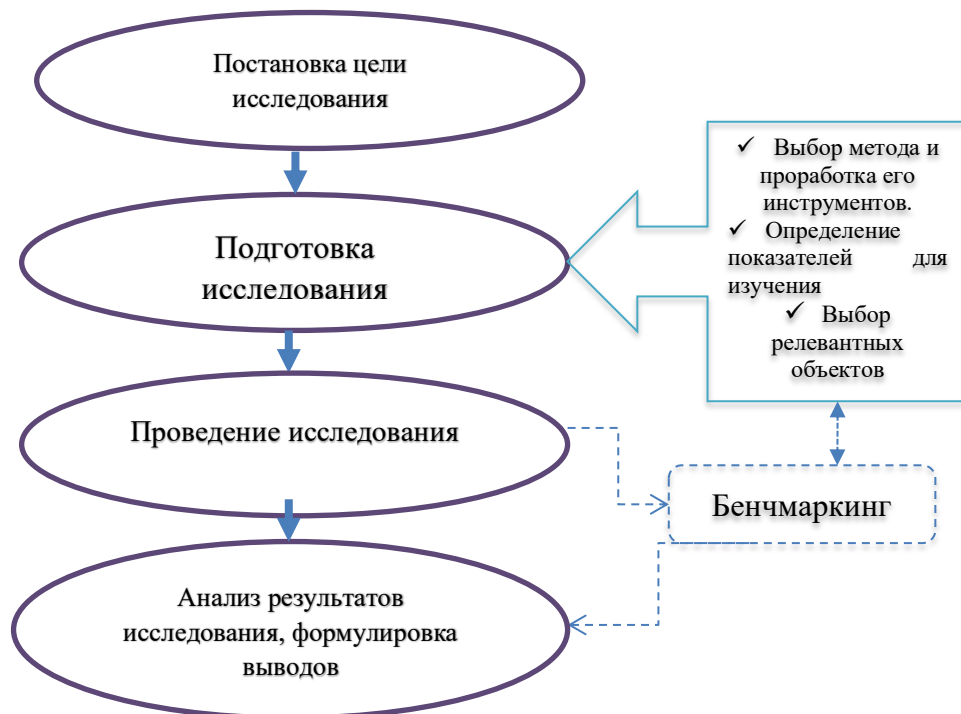 Постановка цели
исследования
Подготовка
исследования
✓ Выбор метода и
проработка его
инструментов.
✓ Определение
показателей для
изучения
✓ Выбор
релевантных
объектов
Проведение исследования
Бенчмаркинг
Анализ результатов
исследования, формулировка
выводов